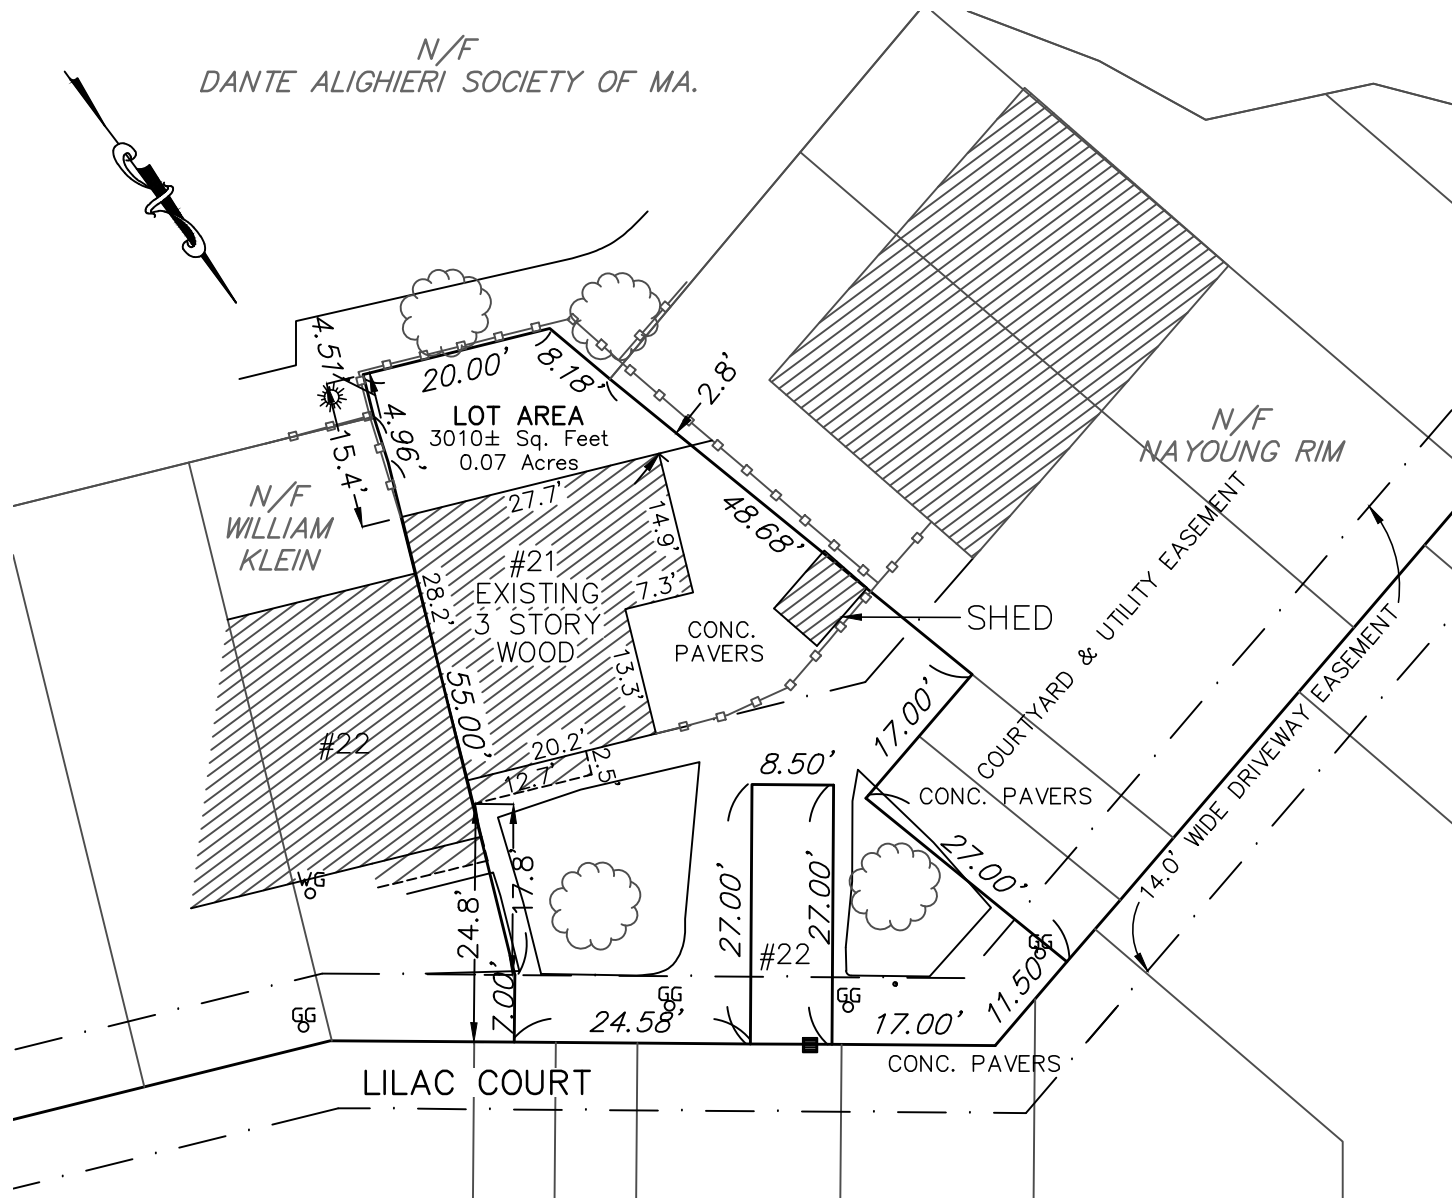 N/F
DANTE ALIGHIERI SOCIETY OF MA.
4.51'
20.00'
8.18'
2.8'
4.96'
LOT AREA
3010± Sq. Feet
0.07 Acres
15.4'
N/F
NAYOUNG RIM
N/F
WILLIAM
KLEIN
27.7'
14.9'
48.68'
#21
EXISTING
3 STORY
WOOD
28.2'
7.3'
CONC.
PAVERS
SHED
13.3'
COURTYARD & UTILITY EASEMENT
14.0' WIDE DRIVEWAY EASEMENT
55.00'
17.00'
#22
20.2'
12.7'
2.5'
8.50'
CONC. PAVERS
27.00'
WG
24.8'
17.8'
27.00'
27.00'
#22
GG
GG
GG
GG
7.00'
24.58'
17.00'
11.50'
CONC. PAVERS
LILAC COURT